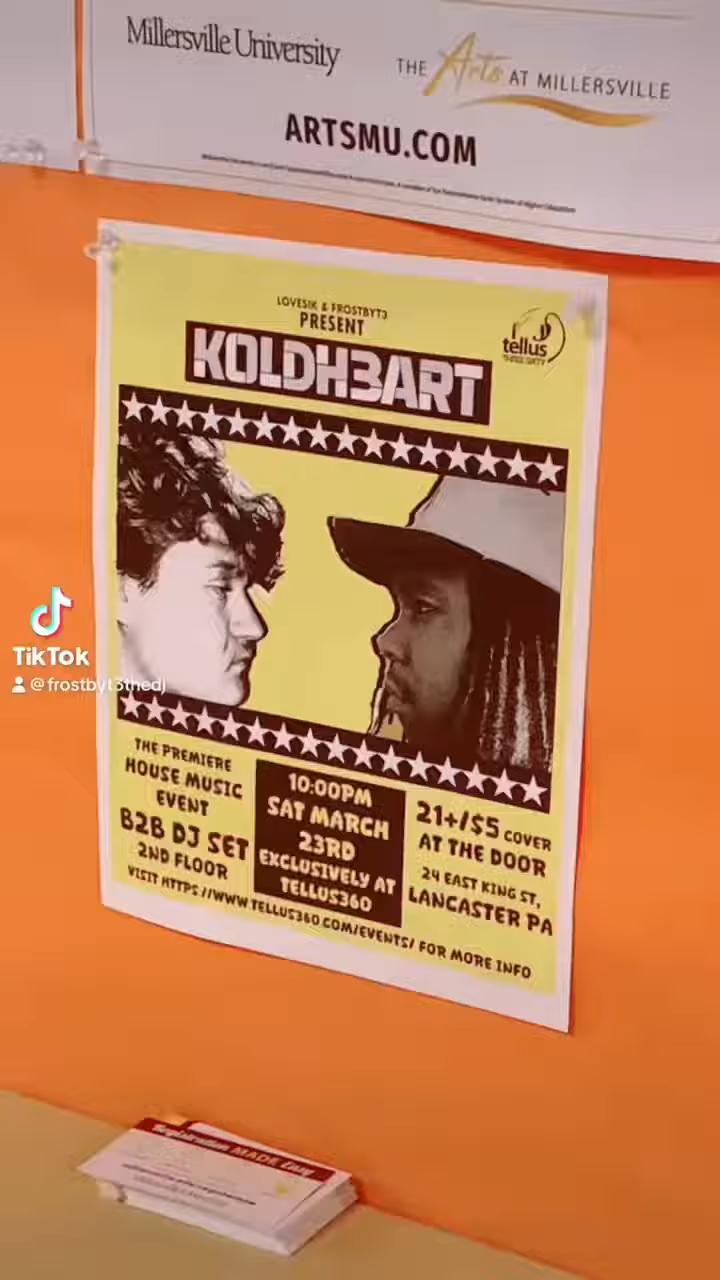 Millersville University
THE Arts AT MILLERSVILLE
ARTSMU.COM
LOVESIK & FROSTBYT3
PRESENT
tellus
THREE SIXTY
KOLDH3ART
TikTok
@frostbyt3thedj
THE PREMIERE
HOUSE MUSIC
EVENT
B2B DJ SET
2ND FLOOR
10:00PM
SAT MARCH
23RD
EXCLUSIVELY AT
TELLUS360
21+/$5 COVER
AT THE DOOR
24 EAST KING ST,
LANCASTER PA
VISIT HTTPS://WWW.TELLUS360.COM/EVENTS/ FOR MORE INFO
Registration MADE Easy